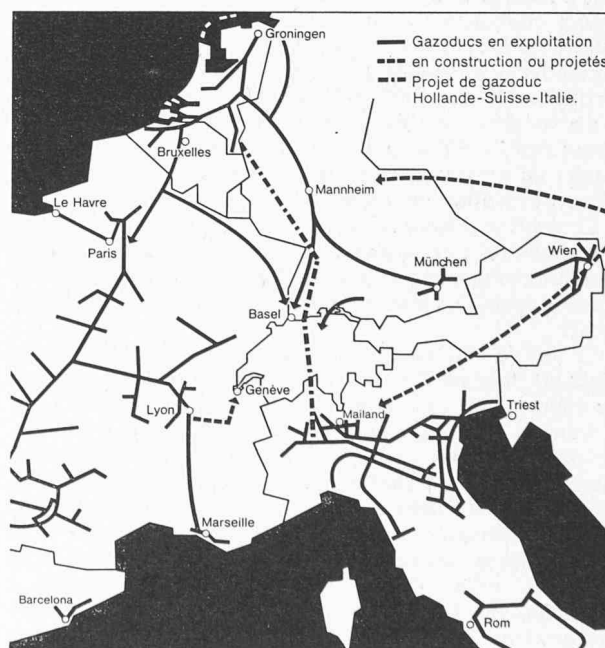 Groningen
Gazoducs en exploitation
en construction ou projetés
Projet de gazoduc
Hollande-Suisse-Italie.
Bruxelles
Mannheim
Le Havre
Paris
Wien
München
Basel
Genève
Lyon
Mailand
Triest
Marseille
Barcelona
Rom